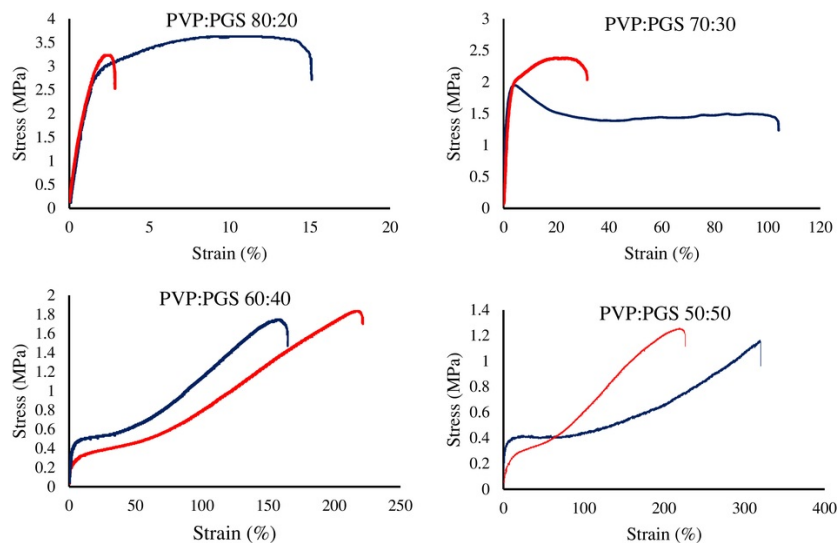 PVP:PGS 80:20
Stress (MPa)
4
3.5
3
2.5
2
1.5
1
0.5
0
0 5 10 15 20
Strain (%)
PVP:PGS 70:30
Stress (MPa)
3
2.5
2
1.5
1
0.5
0
0 20 40 60 80 100 120
Strain (%)
PVP:PGS 60:40
Stress (MPa)
2
1.8
1.6
1.4
1.2
1
0.8
0.6
0.4
0.2
0
0 50 100 150 200 250
Strain (%)
PVP:PGS 50:50
Stress (MPa)
1.4
1.2
1
0.8
0.6
0.4
0.2
0
0 100 200 300 400
Strain (%)